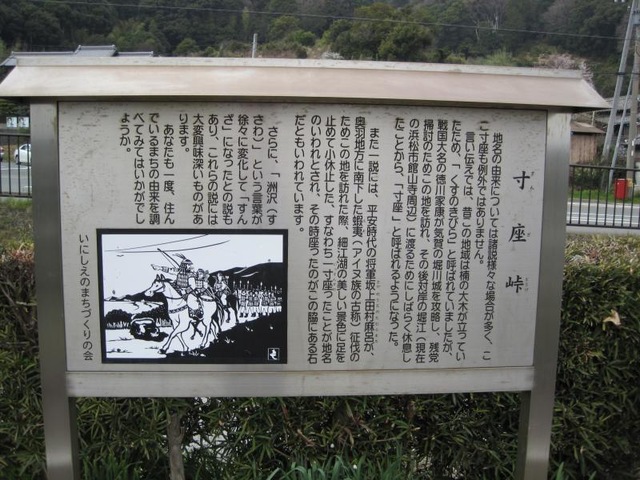 寸座峠
すんざとうげ
地名の由来については諸説様々な場合が多く、こ
こ寸座も例外ではありません。
言い伝えでは、昔この地域は楠の大木が立ってい
たため、「くすのきびら」と呼ばれていましたが、
戦国大名の徳川家康が気賀の堀川城を攻略し、残党
掃討のためこの地を訪れ、その後対岸の堀江（現在
の浜松市館山寺周辺）に渡るためにしばらく休息し
たことから、「寸座」と呼ばれるようになった。
また一説には、平安時代の将軍坂上田村麻呂が、
奥羽地方に南下した蝦夷（アイヌ族の古称）征伐の
ためこの地を訪れた際、細江湖の美しい景色に足を
止めて小休止した、すなわち一寸座ったことが地名
のいわれとされ、その時座ったのがこの脇にある石
だともいわれています。
さらに、「洲沢（す
さわ）」という言葉が
徐々に変化して「すん
ざ」になったとの説も
あり、これらの説には
大変興味深いものがあ
ります。
あなたも一度、住ん
でいるまちの由来を調
べてみてはいかがでし
ょうか。
いにしえのまちづくりの会